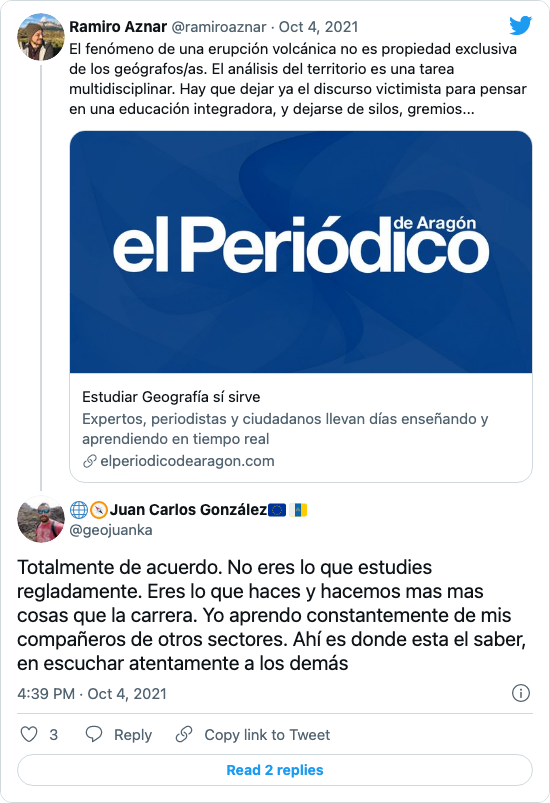 Ramiro Aznar @ramiroaznar · Oct 4, 2021
El fenómeno de una erupción volcánica no es propiedad exclusiva
de los geógrafos/as. El análisis del territorio es una tarea
multidisciplinar. Hay que dejar ya el discurso victimista para pensar
en una educación integradora, y dejarse de silos, gremios...
el Periódico
de Aragón
Estudiar Geografía sí sirve
Expertos, periodistas y ciudadanos llevan días enseñando y
aprendiendo en tiempo real
elperiodicodearagon.com
🌐🧭Juan Carlos González🇪🇺🇮🇨
@geojuanka
Totalmente de acuerdo. No eres lo que estudies
regladamente. Eres lo que haces y hacemos mas mas
cosas que la carrera. Yo aprendo constantemente de mis
compañeros de otros sectores. Ahí es donde esta el saber,
en escuchar atentamente a los demás
4:39 PM · Oct 4, 2021
3 Reply Copy link to Tweet
Read 2 replies